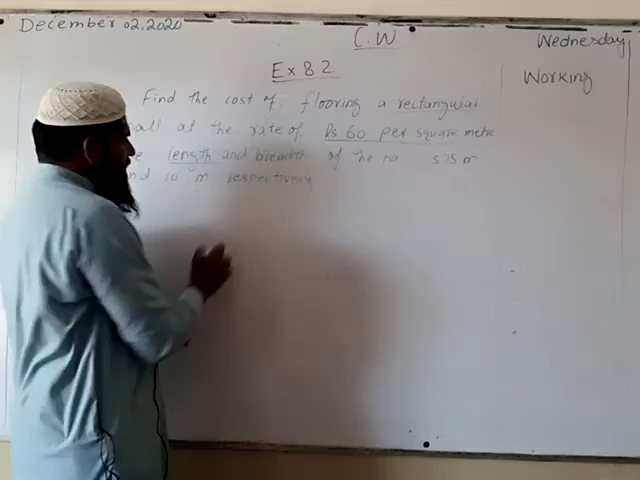 December 02, 2020
C.W
Wednesday
Ex 8 2
Working
Find the cost of flooring a rectangular
at the rate of Rs 60 per square metre
length and breadth of the 15 m
10 m respectively